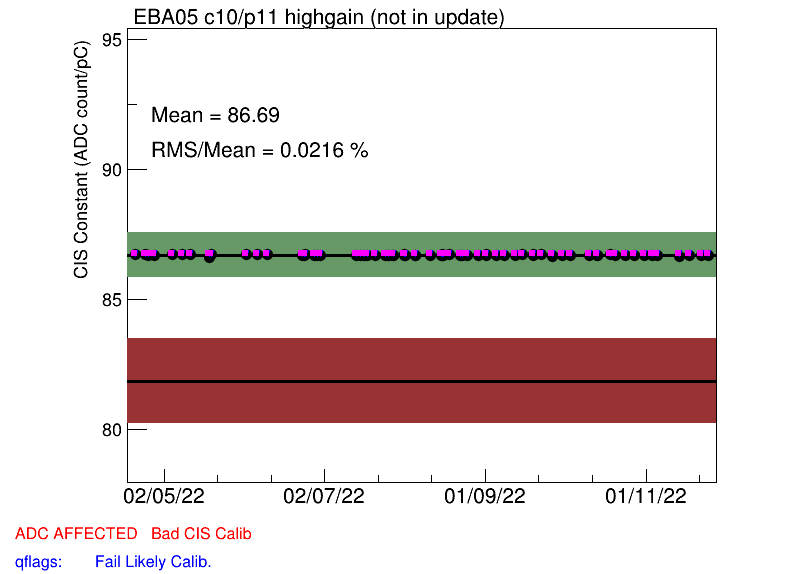 EBA05 c10/p11 highgain (not in update)
CIS Constant (ADC count/pC)
95
Mean = 86.69
RMS/Mean = 0.0216 %
90
85
80
02/05/22 02/07/22 01/09/22 01/11/22
ADC AFFECTED Bad CIS Calib
qflags: Fail Likely Calib.